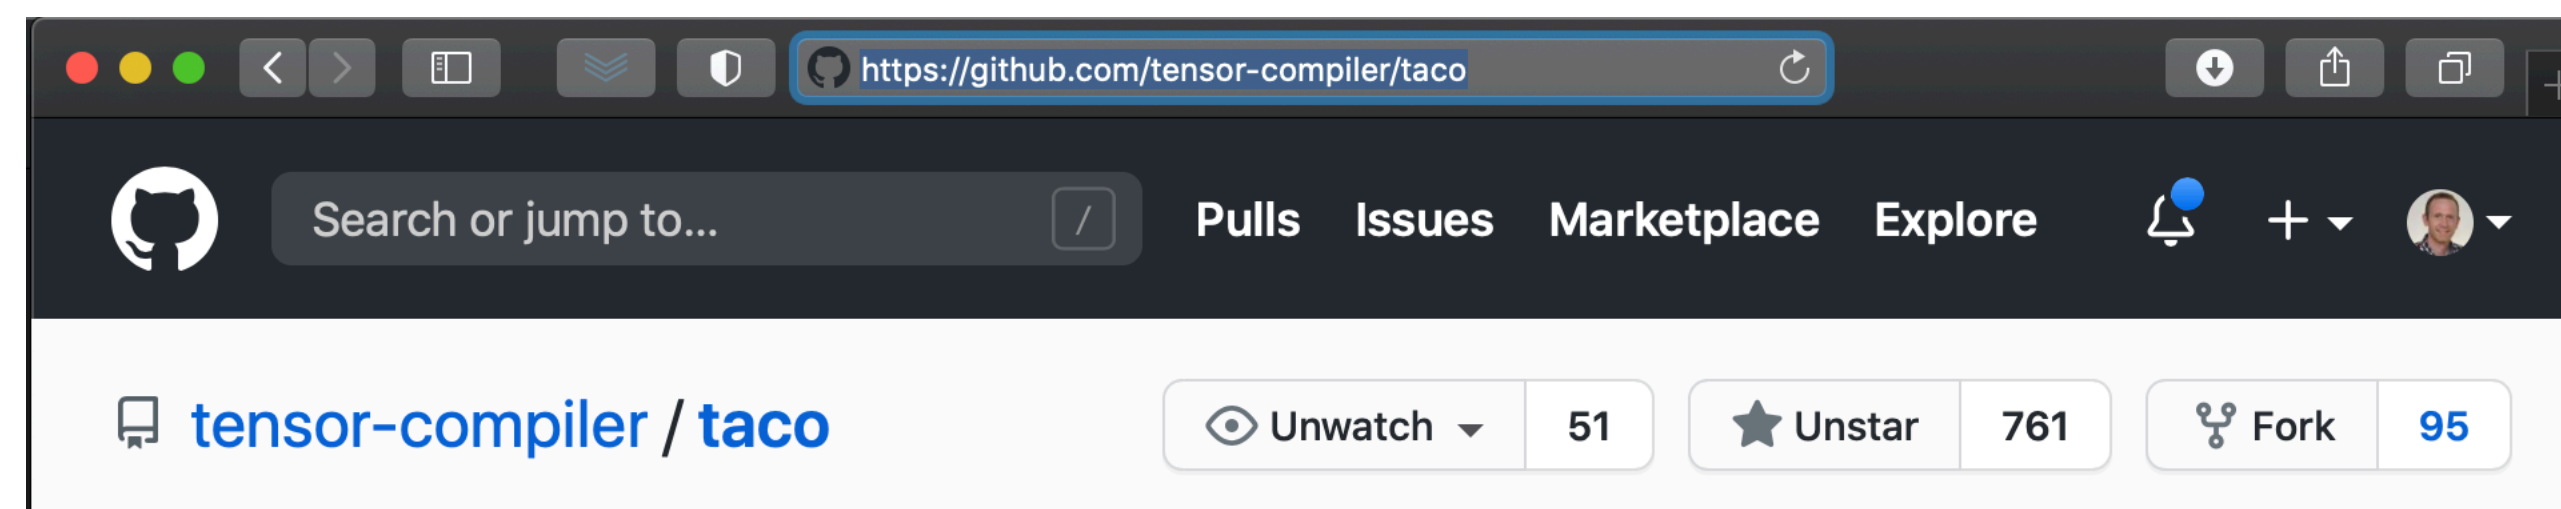 https://github.com/tensor-compiler/taco
Search or jump to... / Pulls Issues Marketplace Explore
tensor-compiler / taco Unwatch 51 Unstar 761 Fork 95